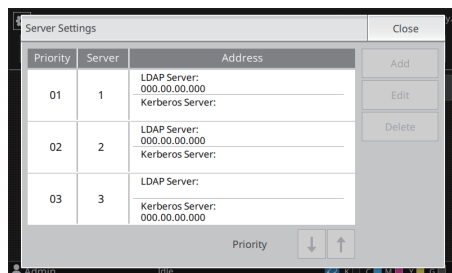 Server Settings
Close
Priority Server Address
01 1 LDAP Server:
000.00.00.000
Kerberos Server:
02 2 LDAP Server:
000.00.00.000
Kerberos Server:
03 3 LDAP Server:
Kerberos Server:
000.00.00.000
Add
Edit
Delete
Priority
Admin Idle K C M Y G